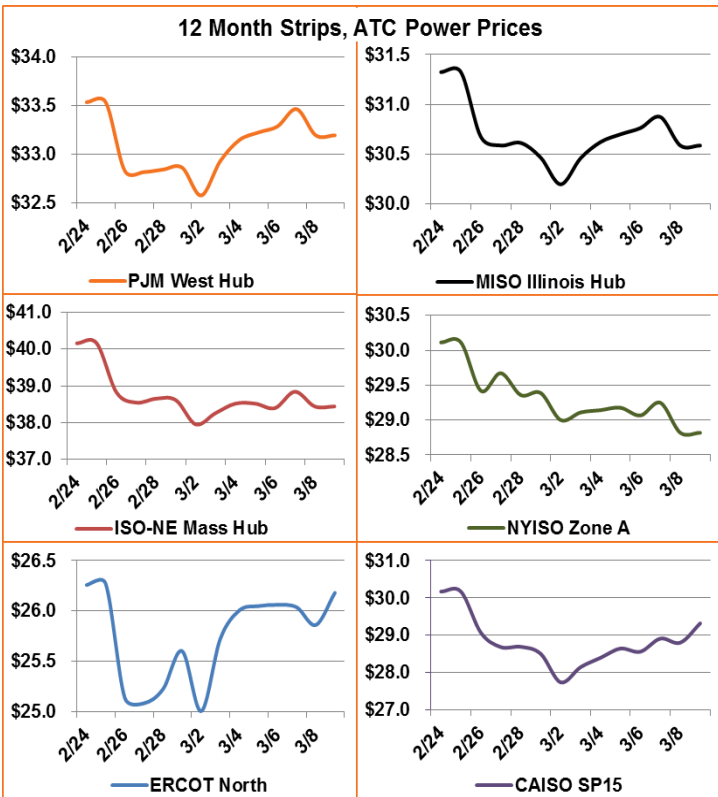 12 Month Strips, ATC Power Prices
$34.0
$33.5
$33.0
$32.5
2/24 2/26 2/28 3/2 3/4 3/6 3/8
PJM West Hub
$31.5
$31.0
$30.5
$30.0
2/24 2/26 2/28 3/2 3/4 3/6 3/8
MISO Illinois Hub
$41.0
$40.0
$39.0
$38.0
$37.0
2/24 2/26 2/28 3/2 3/4 3/6 3/8
ISO-NE Mass Hub
$30.5
$30.0
$29.5
$29.0
$28.5
2/24 2/26 2/28 3/2 3/4 3/6 3/8
NYISO Zone A
$26.5
$26.0
$25.5
$25.0
2/24 2/26 2/28 3/2 3/4 3/6 3/8
ERCOT North
$31.0
$30.0
$29.0
$28.0
$27.0
2/24 2/26 2/28 3/2 3/4 3/6 3/8
CAISO SP15